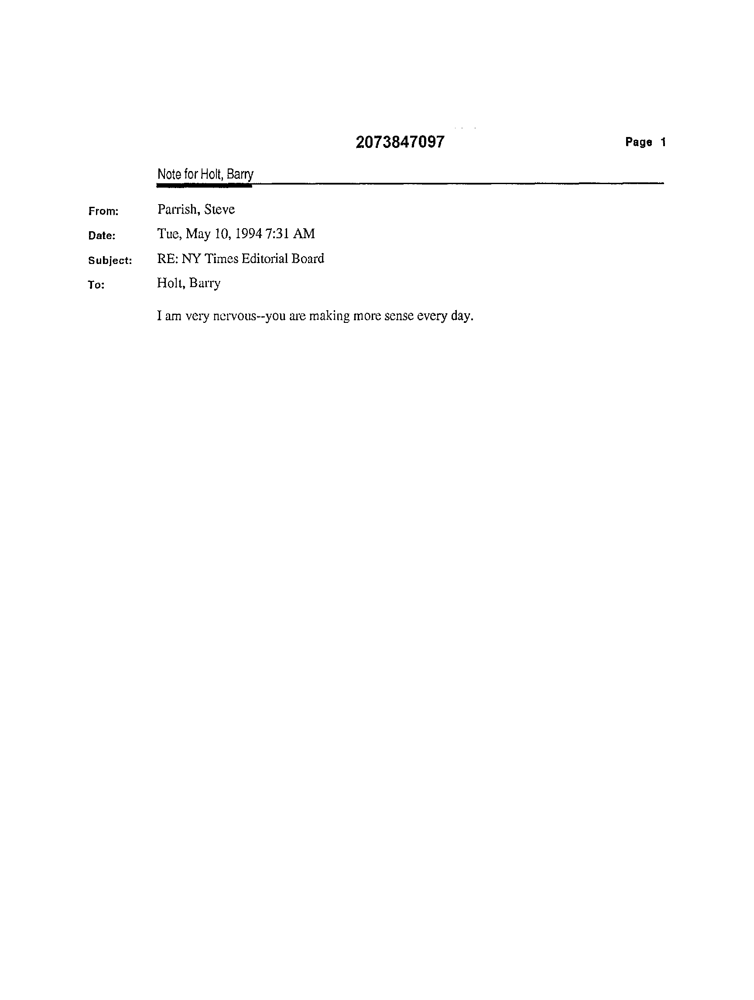 2073847097 Page 1
Note for Holt, Barry
From: Parrish, Steve
Date: Tue, May 10, 1994 7:31 AM
Subject: RE: NY Times Editorial Board
To: Holt, Barry
I am very nervous--you are making more sense every day.